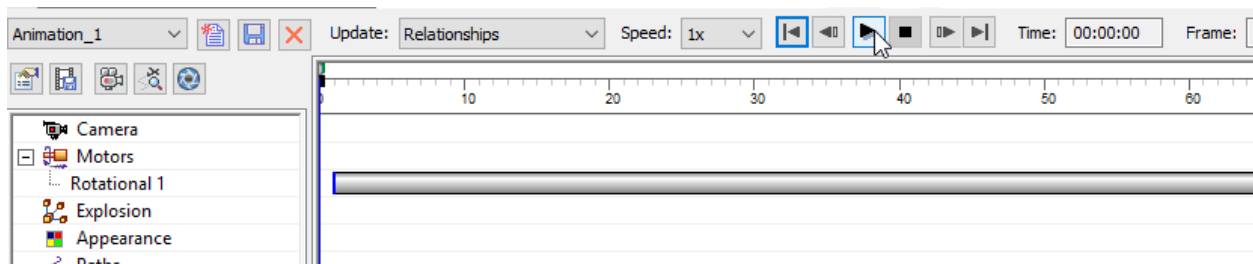 Animation_1 Update: Relationships Speed: 1x Time: 00:00:00 Frame:
0 10 20 30 40 50 60
Camera
Motors
Rotational 1
Explosion
Appearance
Paths